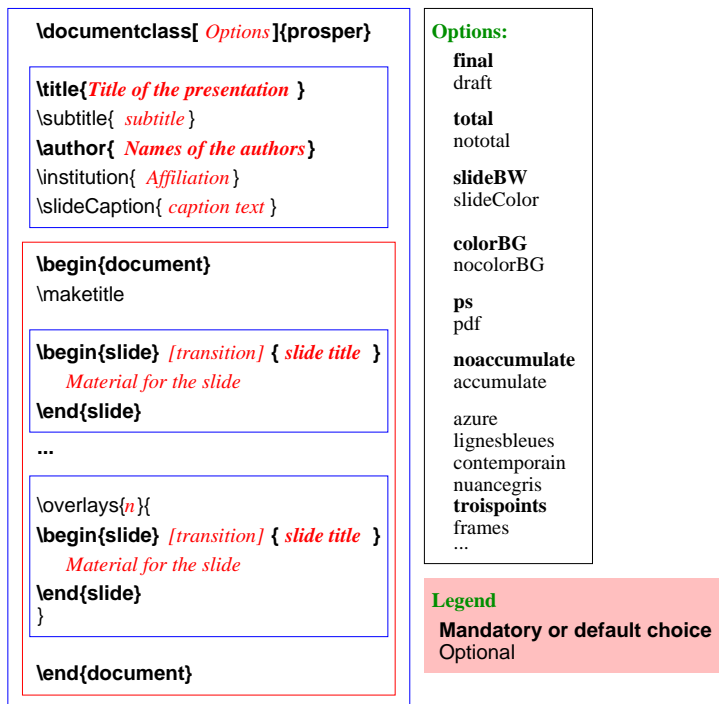 \documentclass[ Options ]{prosper}
\title{Title of the presentation }
\subtitle{ subtitle }
\author{ Names of the authors}
\institution{ Affiliation }
\slideCaption{ caption text }
\begin{document}
\maketitle
\begin{slide} [transition] { slide title }
Material for the slide
\end{slide}
...
\overlays{n}{
\begin{slide} [transition] { slide title }
Material for the slide
\end{slide}
}
\end{document}
Options:
final
draft
total
nototal
slideBW
slideColor
colorBG
nocolorBG
ps
pdf
noaccumulate
accumulate
azure
lignesbleues
contemporain
nuancegris
troispoints
frames
...
Legend
Mandatory or default choice
Optional